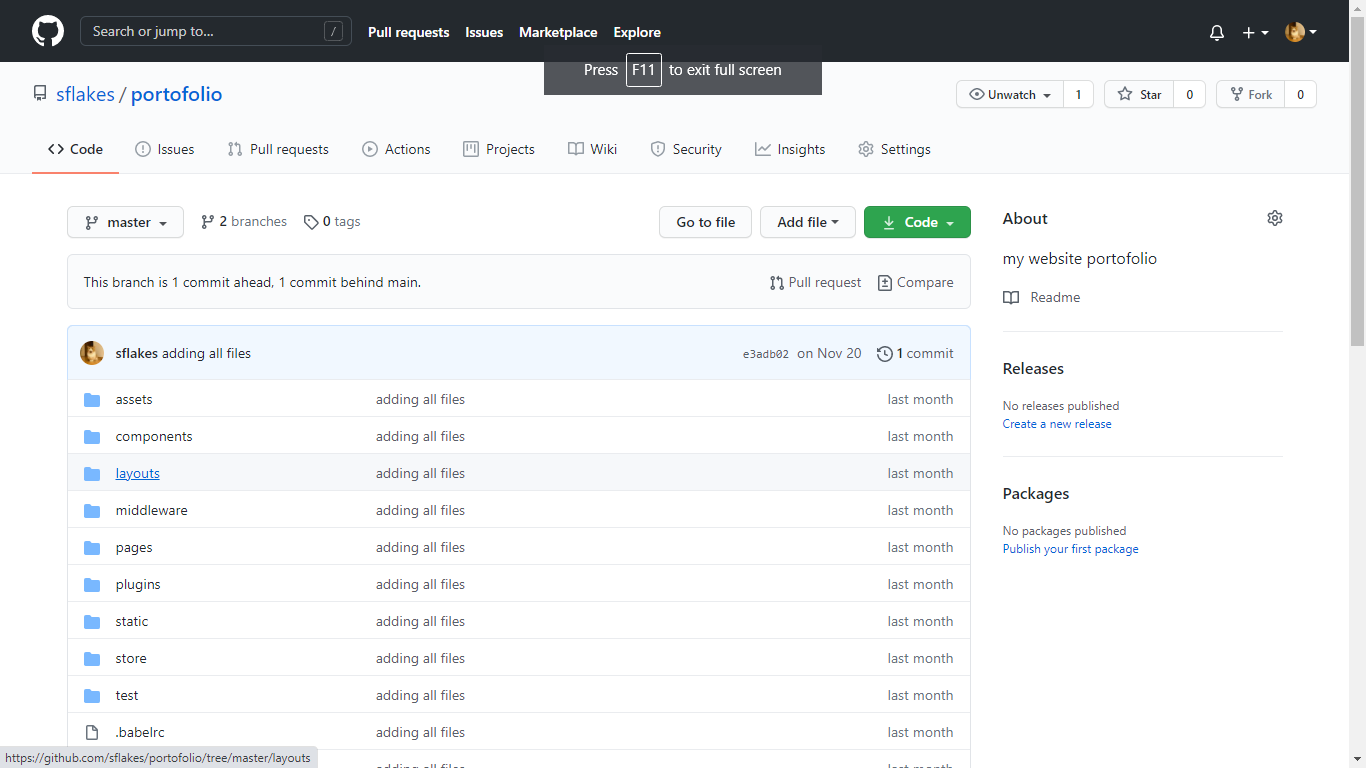 Search or jump to... / Pull requests Issues Marketplace Explore
Press F11 to exit full screen
sflakes / portofolio Unwatch 1 Star 0 Fork 0
Code Issues Pull requests Actions Projects Wiki Insights Security Settings
master 2 branches 0 tags Go to file Add file Code
This branch is 1 commit ahead, 1 commit behind main. Pull request Compare
sflakes adding all files e3adb02 on Nov 20 1 commit
assets adding all files last month
components adding all files last month
layouts adding all files last month
middleware adding all files last month
pages adding all files last month
plugins adding all files last month
static adding all files last month
store adding all files last month
test adding all files last month
.babelrc adding all files last month
adding all files last month
https://github.com/sflakes/portofolio/tree/master/layouts
About
my website portofolio
Readme
Releases
No releases published
Create a new release
Packages
No packages published
Publish your first package